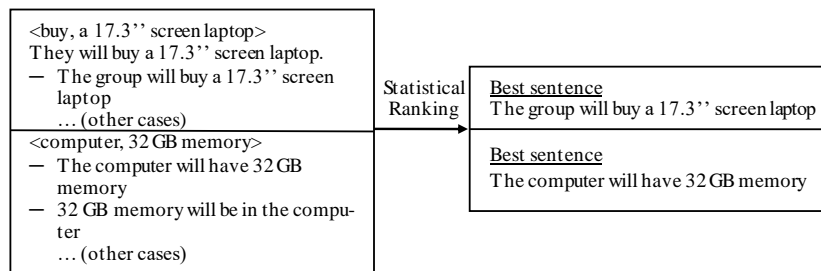 <buy, a 17.3’’ screen laptop>
They will buy a 17.3’’ screen laptop.
– The group will buy a 17.3’’ screen
laptop
… (other cases)
<computer, 32 GB memory>
– The computer will have 32 GB
memory
– 32 GB memory will be in the compu-
ter
… (other cases)
Statistical
Ranking
Best sentence
The group will buy a 17.3’’ screen laptop
Best sentence
The computer will have 32 GB memory